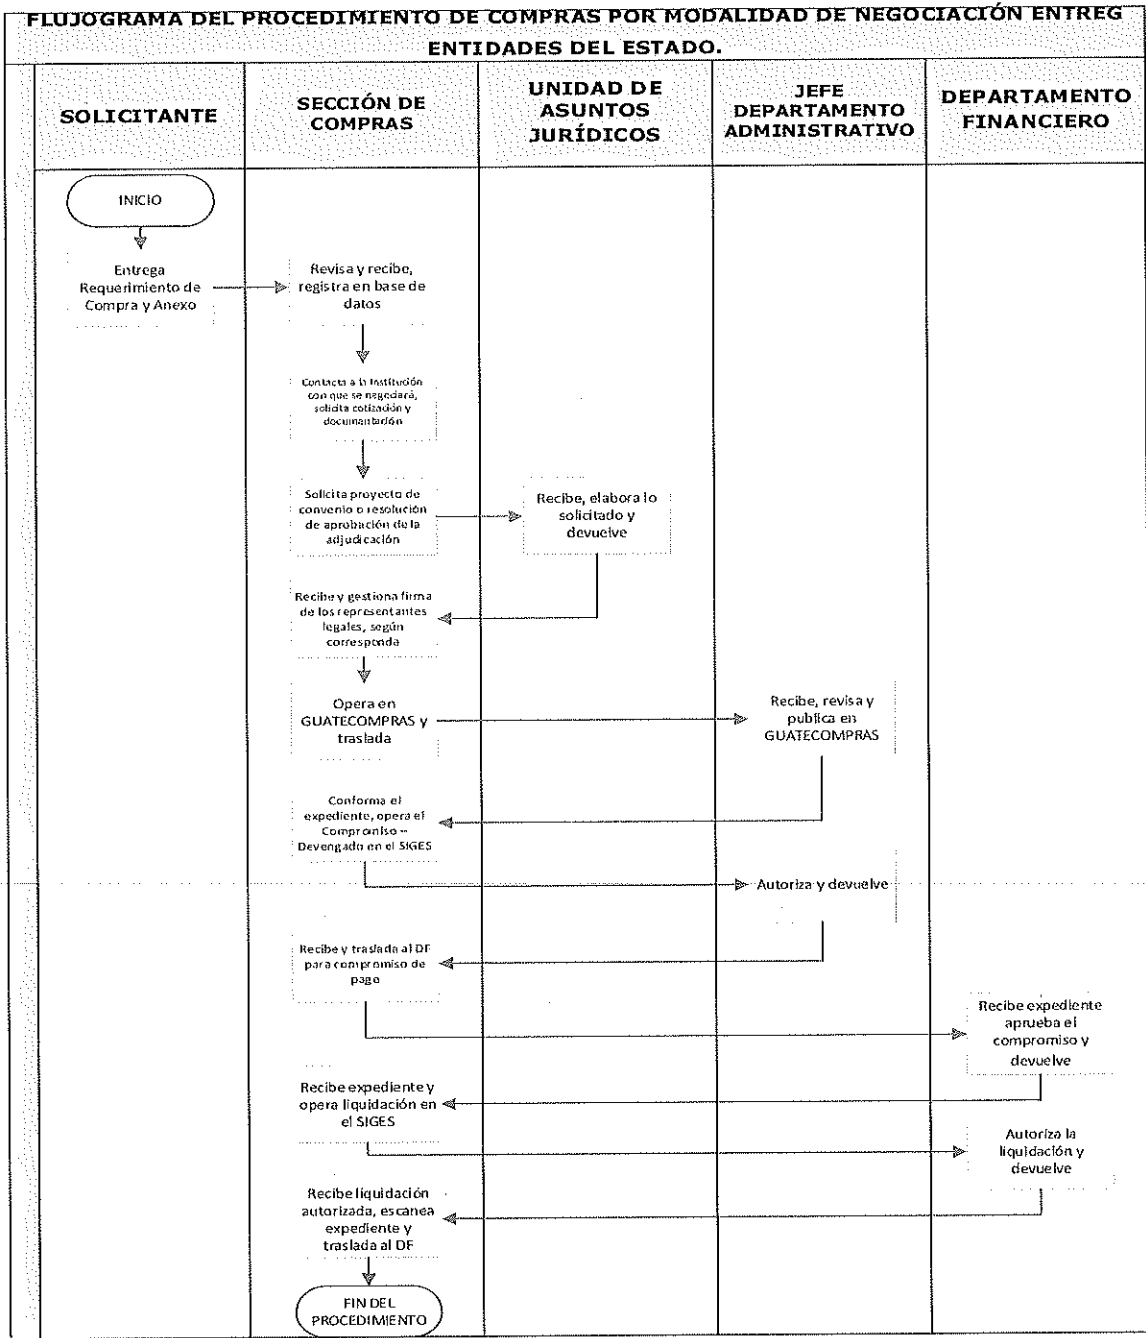 FLUJOGRAMA DEL PROCEDIMIENTO DE COMPRAS POR MODALIDAD DE NEGOCIACIÓN ENTREG
ENTIDADES DEL ESTADO.
SOLICITANTE
SECCIÓN DE
COMPRAS
UNIDAD DE
ASUNTOS
JURÍDICOS
JEFE
DEPARTAMENTO
ADMINISTRATIVO
DEPARTAMENTO
FINANCIERO
INICIO
Entrega
Requerimiento de
Compra y Anexo
Revisa y recibe,
registra en base de
datos
Contacta a la Institución
con que se negociará,
solicita cotización y
documentación
Solicita proyecto de
convenio o resolución
de aprobación de la
adjudicación
Recibe, elabora lo
solicitado y
devuelve
Recibe y gestiona firma
de los representantes
legales, según
corresponda
Opera en
GUATECOMPRAS y
traslada
Recibe, revisa y
publica en
GUATECOMPRAS
Conforma el
expediente, opera el
Compromiso –
Devengado en el SIGES
Autoriza y devuelve
Recibe y traslada al DF
para compromiso de
pago
Recibe expediente
aprueba el
compromiso y
devuelve
Recibe expediente y
opera liquidación en
el SIGES
Autoriza la
liquidación y
devuelve
Recibe liquidación
autorizada, escanea
expediente y
traslada al DF
FIN DEL
PROCEDIMIENTO